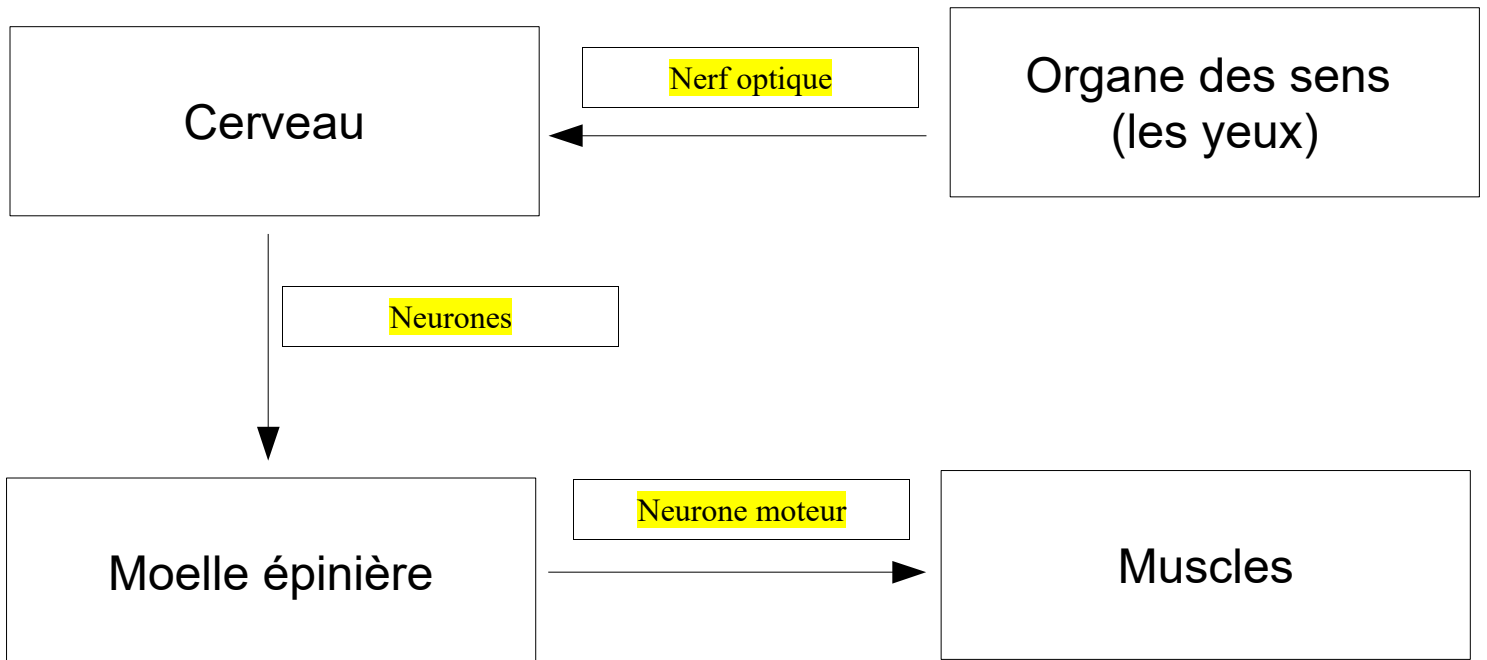 Cerveau
Nerf optique
Organe des sens
(les yeux)
Neurones
Moelle épinière
Neurone moteur
Muscles